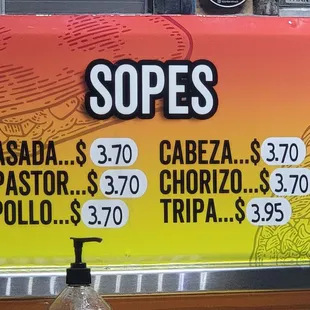 SOPES
ASADA...$ 3.70 CABEZA...$ 3.70
PASTOR...$ 3.70 CHORIZO...$ 3.70
POLLO...$ 3.70 TRIPA...$ 3.95